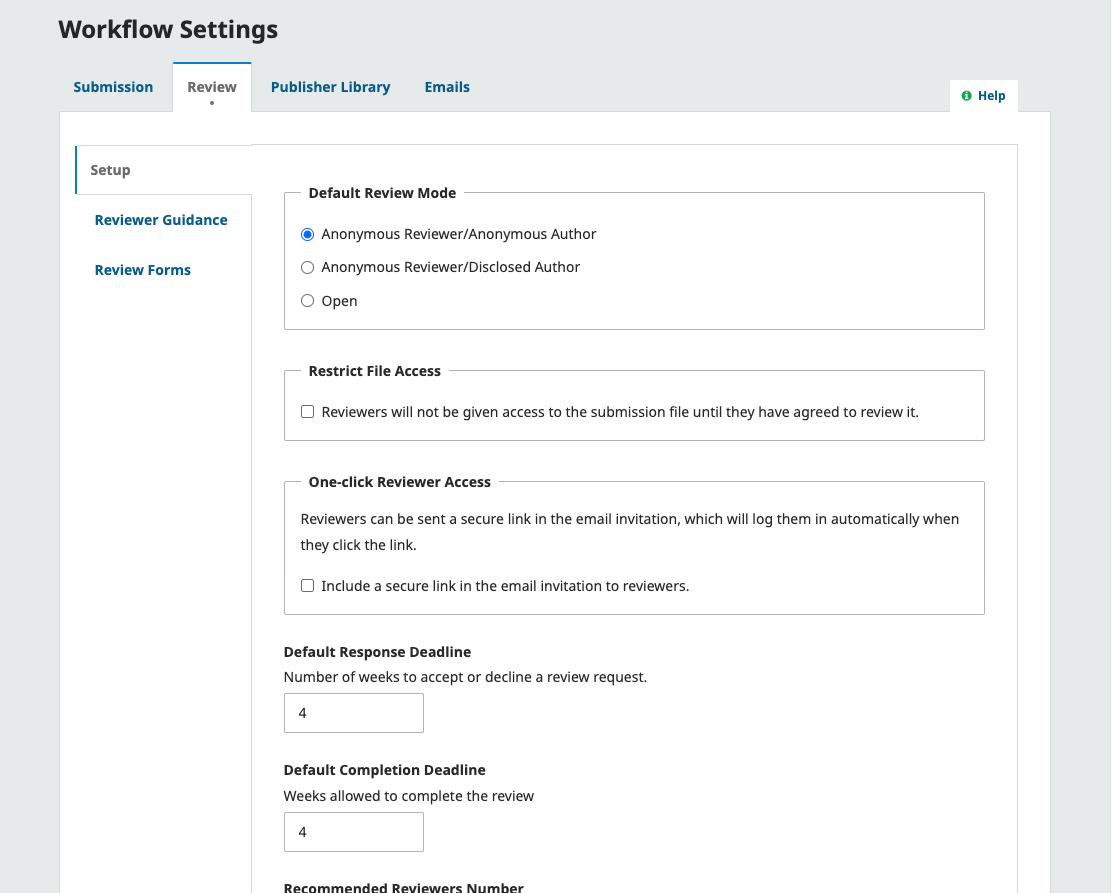 Workflow Settings
Submission
Review
Publisher Library
Emails
Help
Setup
Reviewer Guidance
Review Forms
Default Review Mode
Anonymous Reviewer/Anonymous Author
Anonymous Reviewer/Disclosed Author
Open
Restrict File Access
Reviewers will not be given access to the submission file until they have agreed to review it.
One-click Reviewer Access
Reviewers can be sent a secure link in the email invitation, which will log them in automatically when
they click the link.
Include a secure link in the email invitation to reviewers.
Default Response Deadline
Number of weeks to accept or decline a review request.
4
Default Completion Deadline
Weeks allowed to complete the review
4
Recommended Reviewers Number